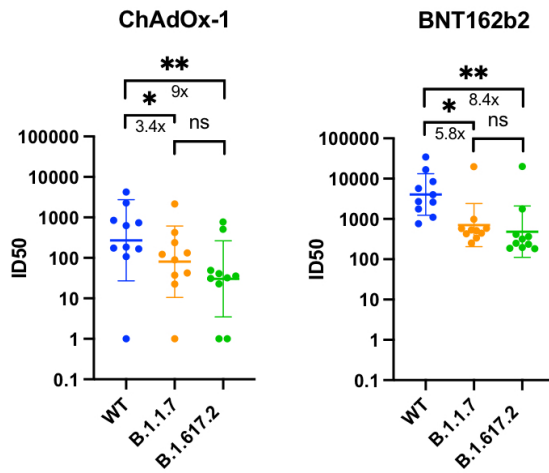 ChAdOx-1
**
9x
*
3.4x
ns
100000
10000
1000
100
10
1
0.1
ID50
WT
B.1.1.7
B.1.617.2
BNT162b2
**
8.4x
*
5.8x
ns
100000
10000
1000
100
10
1
0.1
ID50
WT
B.1.1.7
B.1.617.2